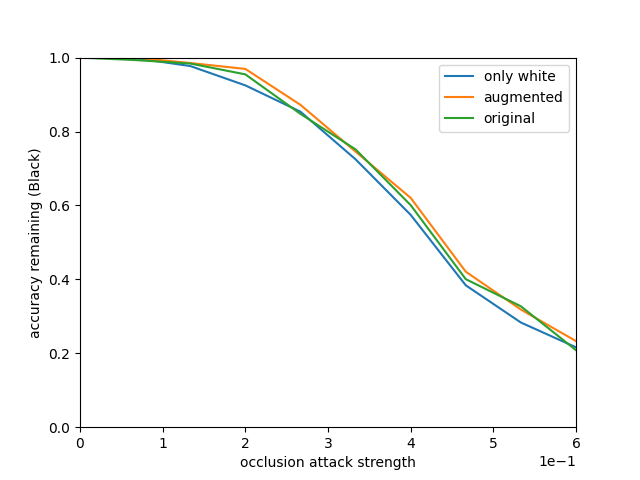 1.0
0.8
0.6
0.4
0.2
0.0
accuracy remaining (Black)
only white
augmented
original
0 1 2 3 4 5 6
1e−1
occlusion attack strength